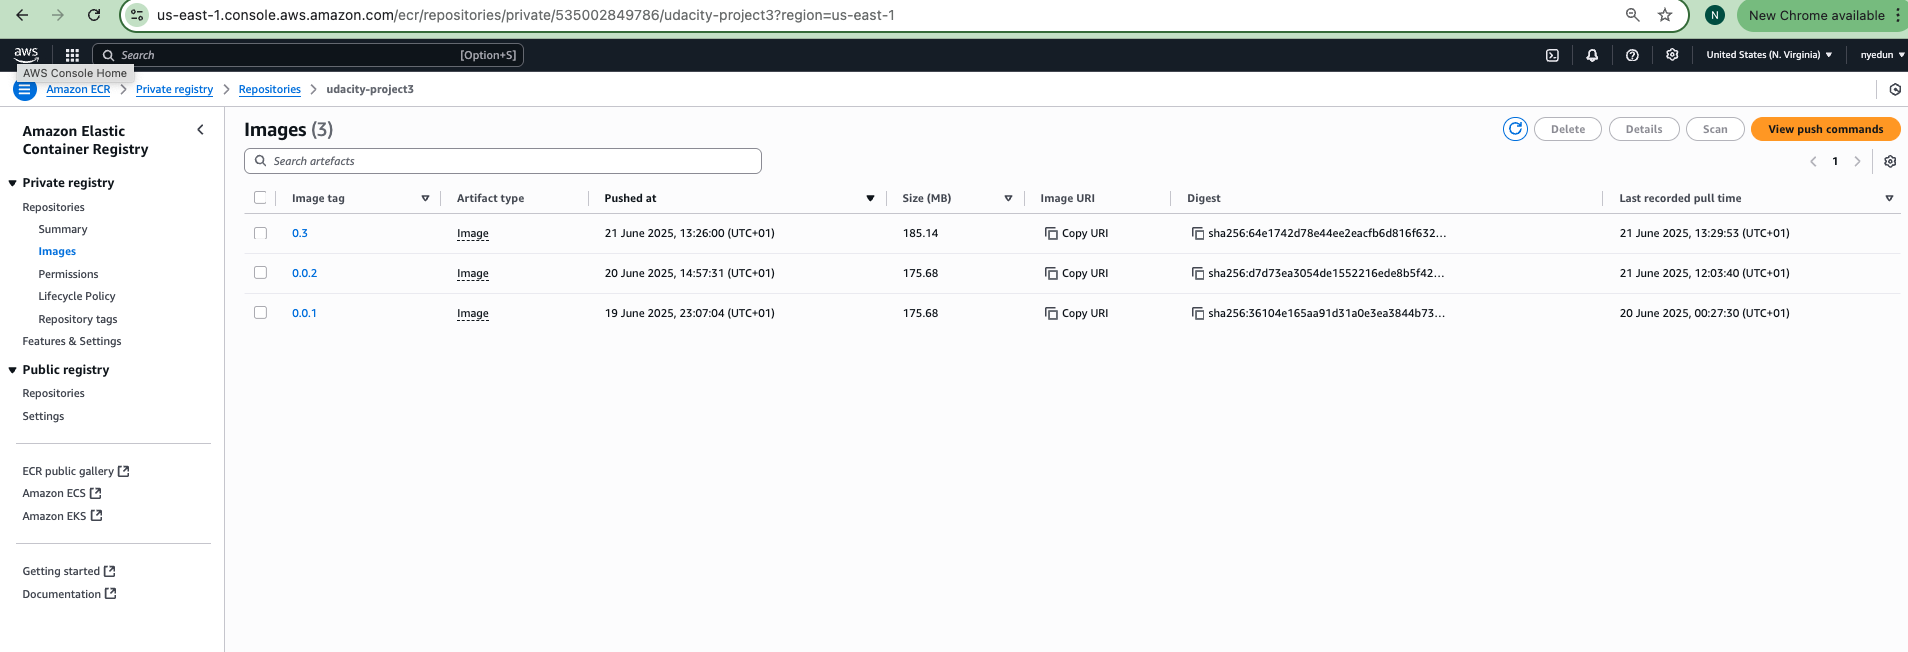 us-east-1.console.aws.amazon.com/ecr/repositories/private/535002849786/udacity-project3?region=us-east-1
N
New Chrome available
aws
Search
[Option+S]
United States (N. Virginia)
nyedun
AWS Console Home
Amazon ECR
Private registry
Repositories
udacity-project3
Amazon Elastic
Container Registry
Private registry
Repositories
Summary
Images
Permissions
Lifecycle Policy
Repository tags
Features & Settings
Public registry
Repositories
Settings
ECR public gallery
Amazon ECS
Amazon EKS
Getting started
Documentation
Images (3)
Delete
Details
Scan
View push commands
Search artefacts
1
Image tag Artifact type Pushed at Size (MB) Image URI Digest Last recorded pull time
0.3 Image 21 June 2025, 13:26:00 (UTC+01) 185.14 Copy URI sha256:64e1742d78e44ee2eacfb6d816f632... 21 June 2025, 13:29:53 (UTC+01)
0.0.2 Image 20 June 2025, 14:57:31 (UTC+01) 175.68 Copy URI sha256:d7d73ea3054de1552216ede8b5f42... 21 June 2025, 12:03:40 (UTC+01)
0.0.1 Image 19 June 2025, 23:07:04 (UTC+01) 175.68 Copy URI sha256:36104e165aa91d31a0e3ea3844b73... 20 June 2025, 00:27:30 (UTC+01)